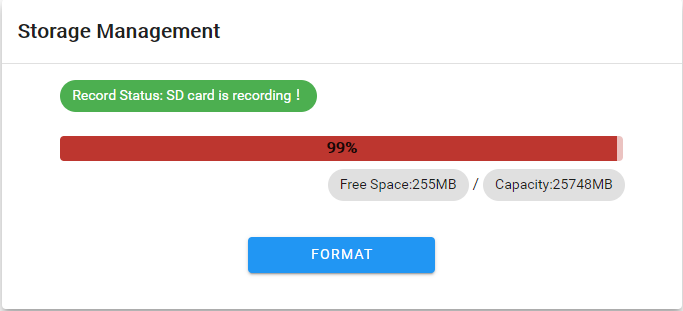 Storage Management
Record Status: SD card is recording！
99%
Free Space:255MB / Capacity:25748MB
FORMAT